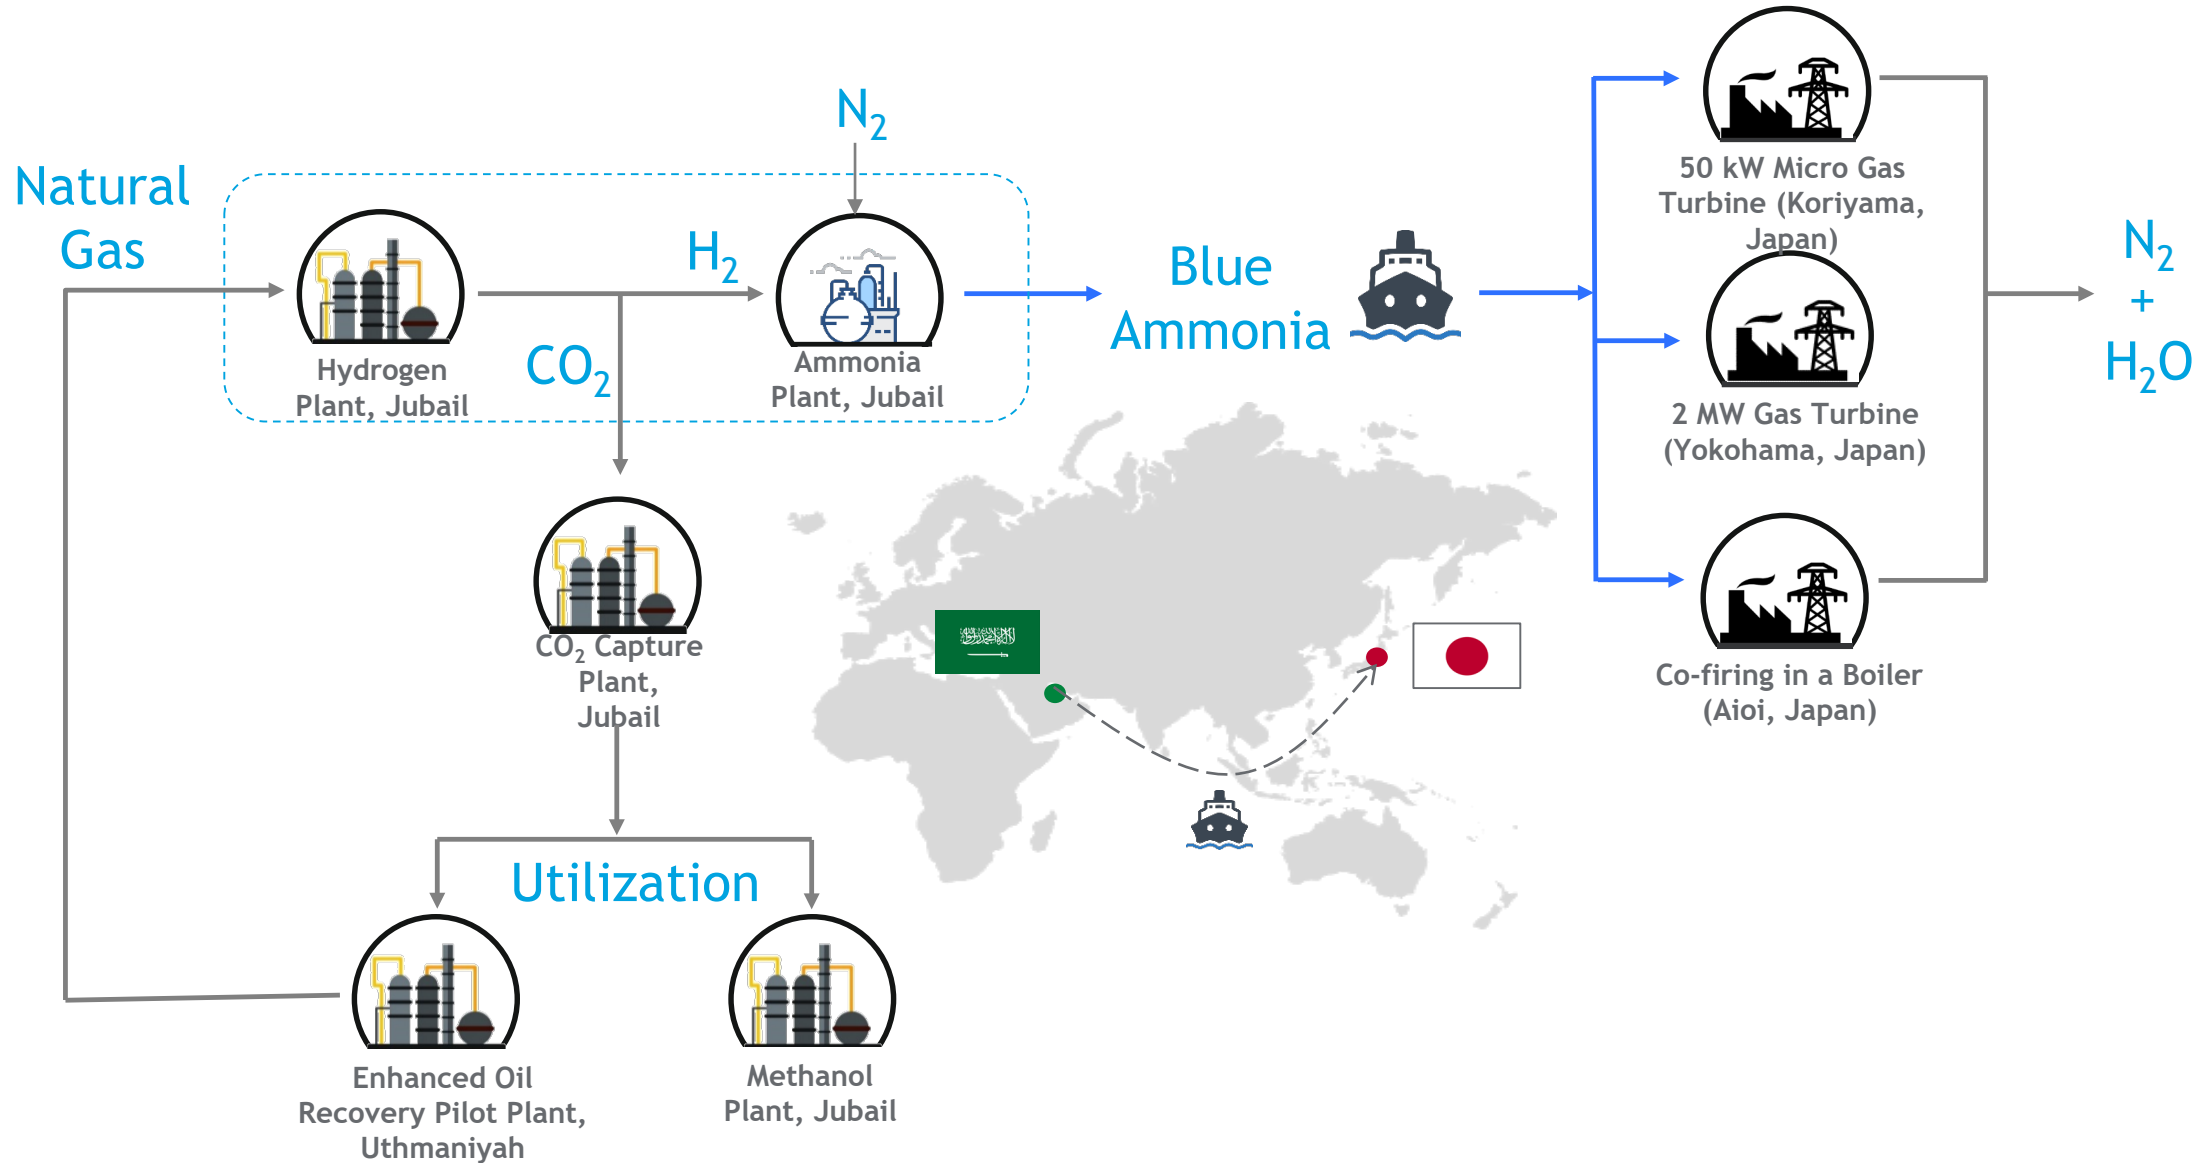 Natural
Gas
N2
H2
CO2
Hydrogen
Plant, Jubail
Ammonia
Plant, Jubail
Blue
Ammonia
50 kW Micro Gas
Turbine (Koriyama,
Japan)
2 MW Gas Turbine
(Yokohama, Japan)
Co-firing in a Boiler
(Aioi, Japan)
N2
+
H2O
CO2 Capture
Plant,
Jubail
Utilization
Enhanced Oil
Recovery Pilot Plant,
Uthmaniyah
Methanol
Plant, Jubail